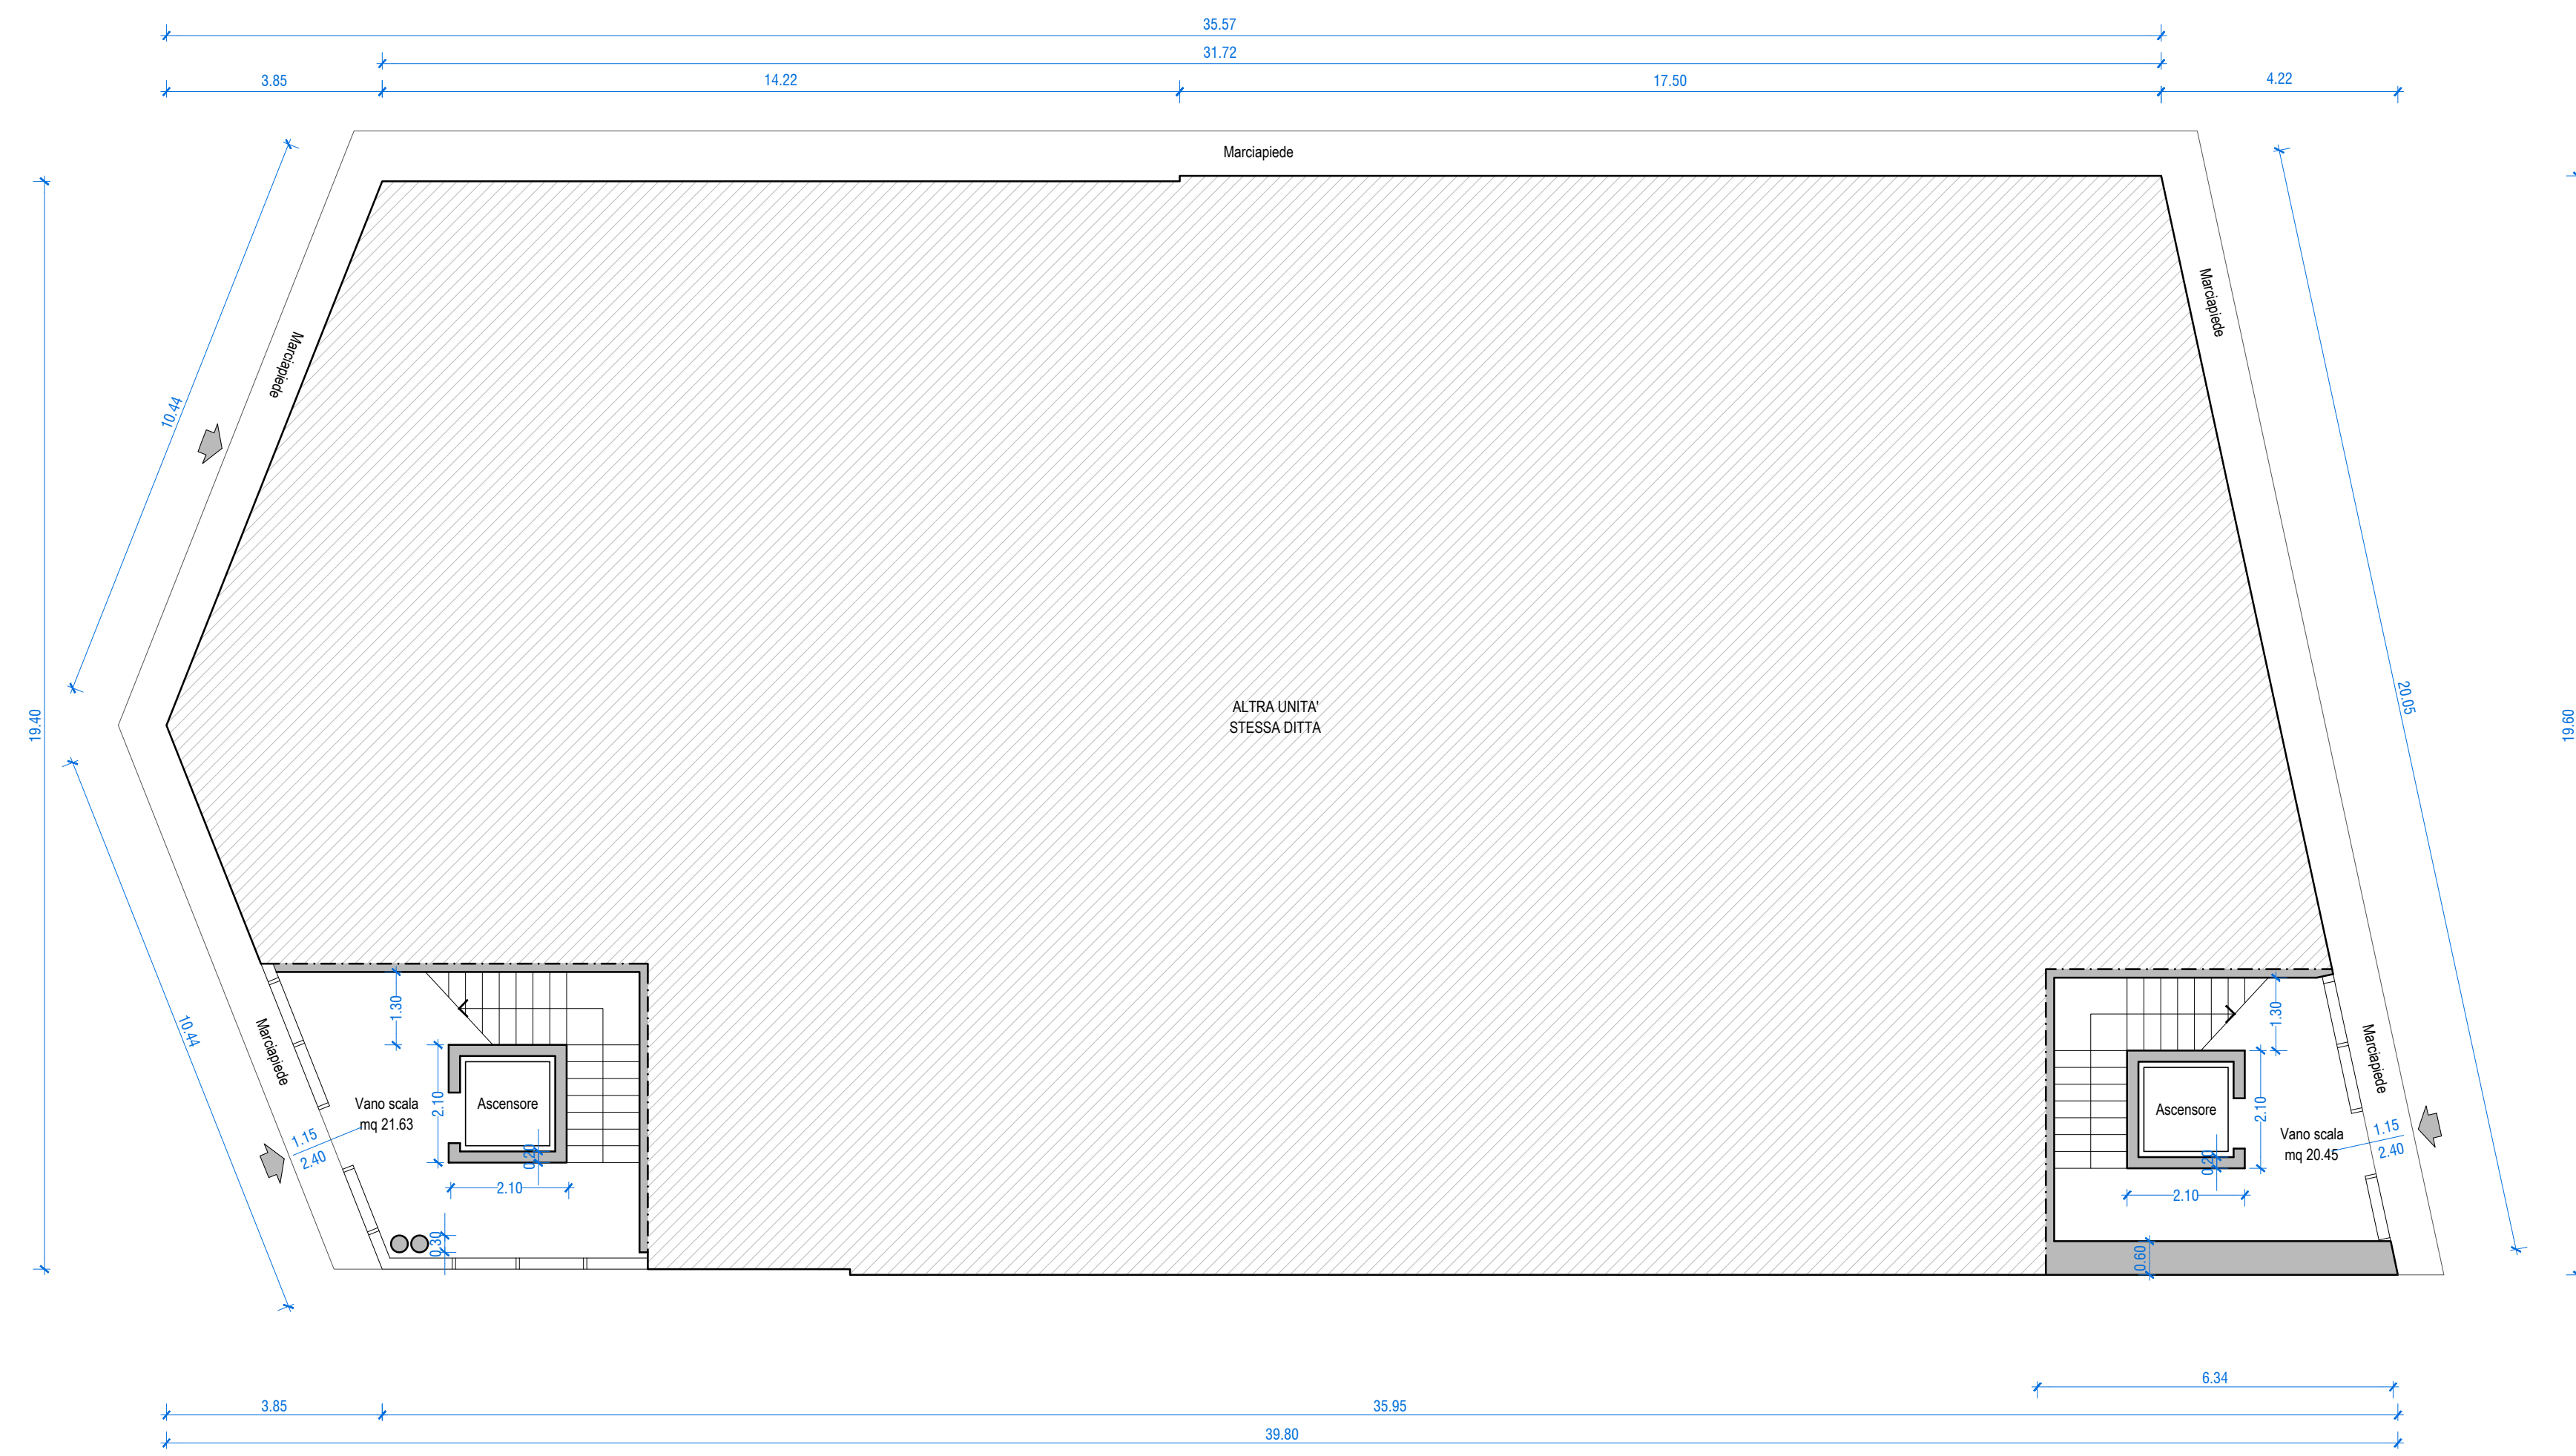 35.57
31.72
3.85
14.22
17.50
4.22
Marciapiede
Marciapiede
Marciapiede
10.44
19.40
20.05
19.60
ALTRA UNITA'
STESSA DITTA
10.44
Marciapiede
1.30
Vano scala
mq 21.63
2.10
Ascensore
1.15
2.40
0.20
2.10
0.30
1.30
Marciapiede
Ascensore
2.10
Vano scala
mq 20.45
1.15
2.40
0.20
2.10
0.60
6.34
3.85
35.95
39.80